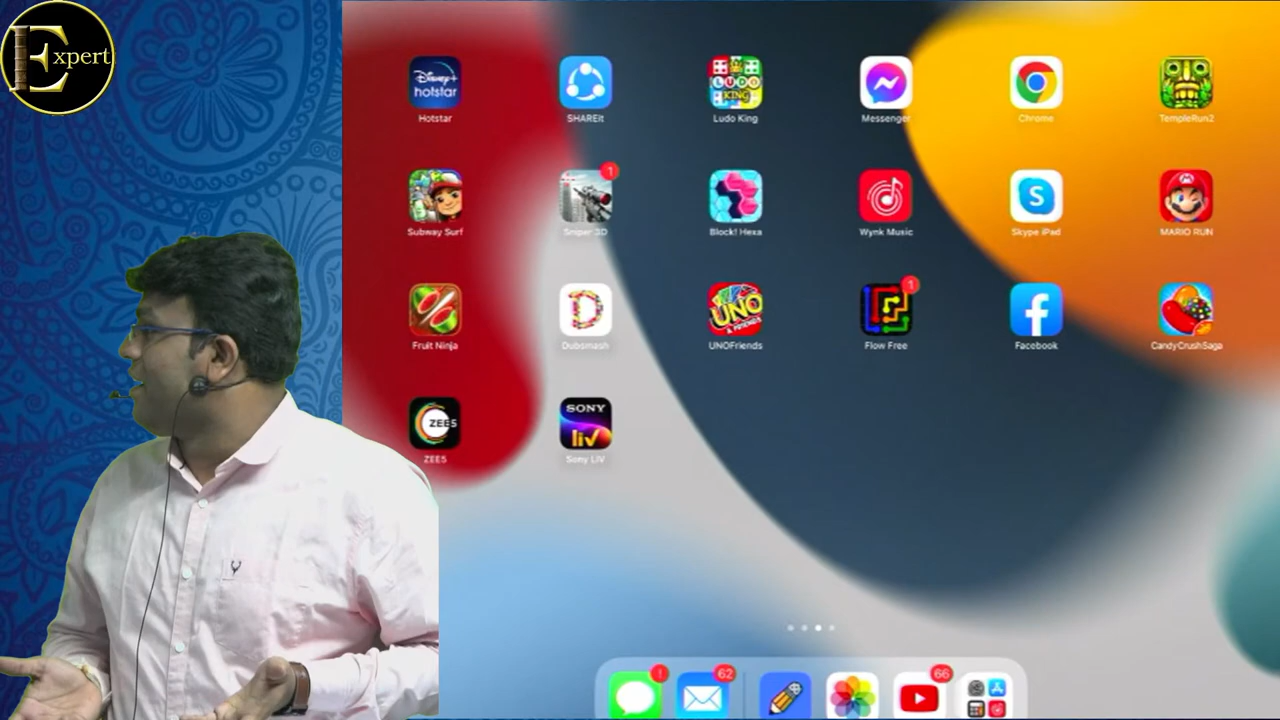 Expert
Disney+
hotstar
LUDO
KING
Hotstar
SHAREit
Ludo King
Messenger
Chrome
TempleRun2
1
S
Subway Surf
Sniper 3D
Block! Hexa
Wynk Music
Skype iPad
MARIO RUN
D
UNO
& FRIENDS
1
f
Fruit Ninja
Dubsmash
UNOFriends
Flow Free
Facebook
CandyCrushSaga
ZEE5
SONY
liv
ZEE5
Sony LIV
1
62
66